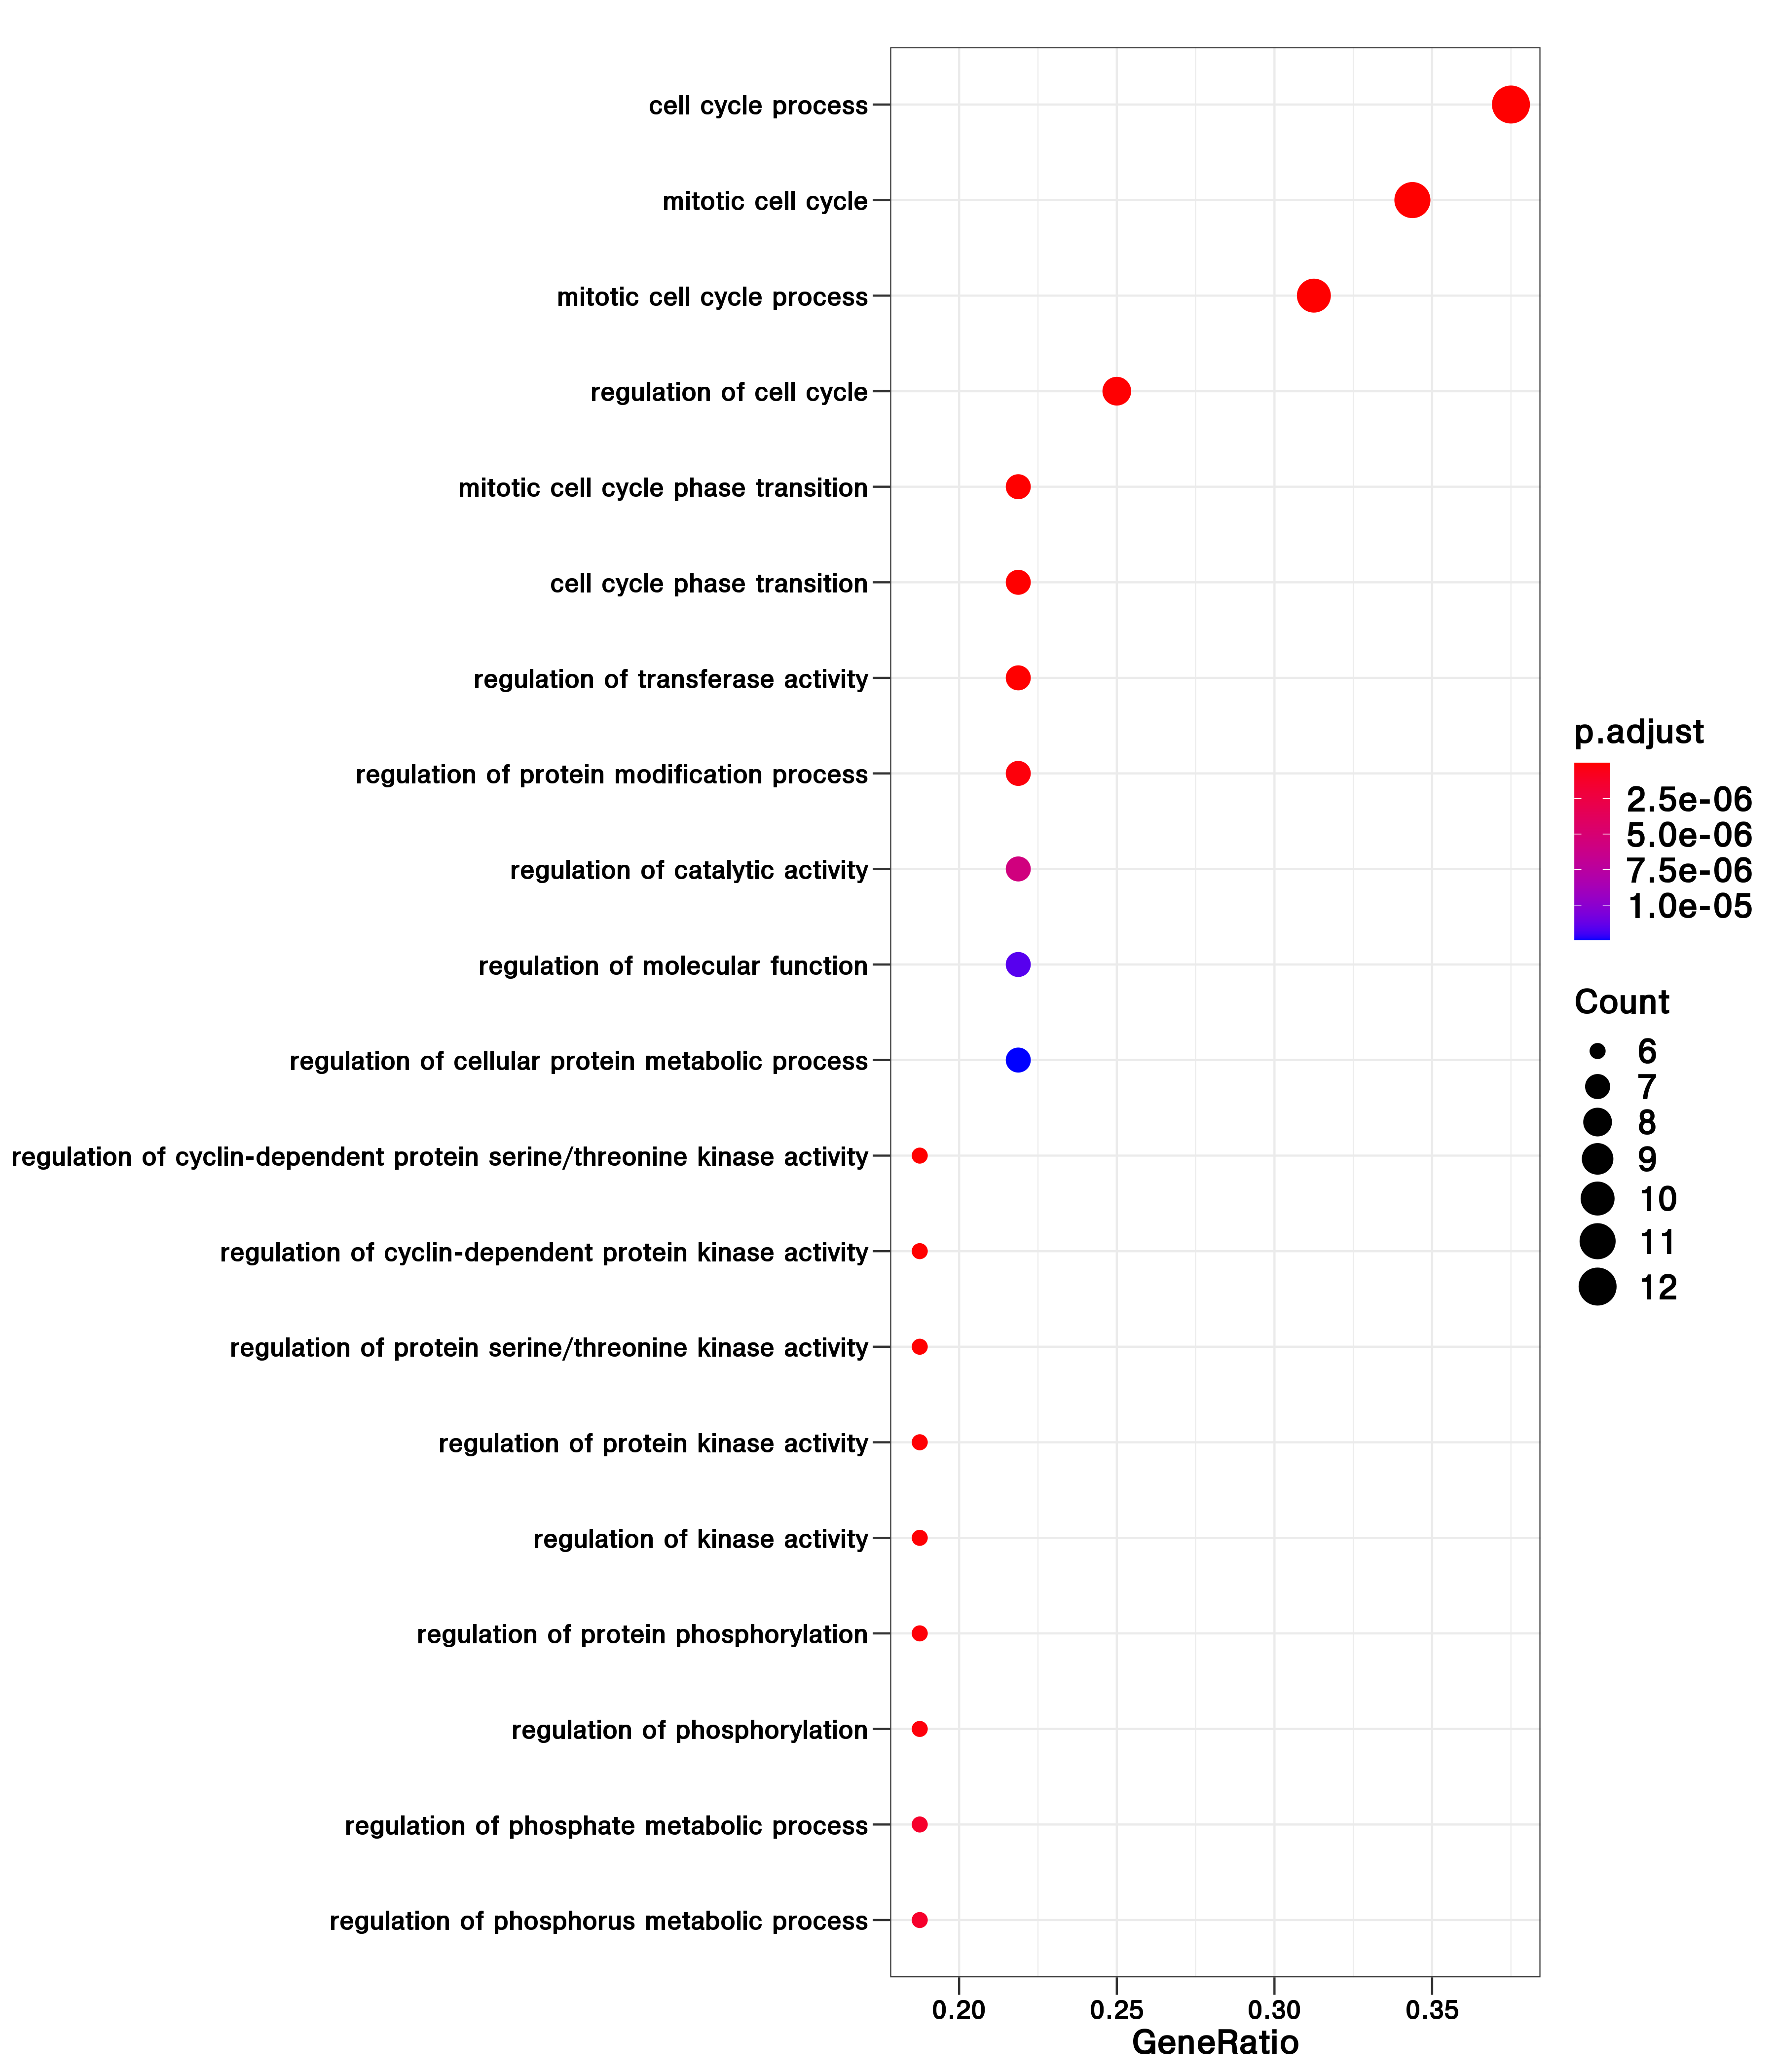 cell cycle process
mitotic cell cycle
mitotic cell cycle process
regulation of cell cycle
mitotic cell cycle phase transition
cell cycle phase transition
regulation of transferase activity
regulation of protein modification process
regulation of catalytic activity
regulation of molecular function
regulation of cellular protein metabolic process
regulation of cyclin-dependent protein serine/threonine kinase activity
regulation of cyclin-dependent protein kinase activity
regulation of protein serine/threonine kinase activity
regulation of protein kinase activity
regulation of kinase activity
regulation of protein phosphorylation
regulation of phosphorylation
regulation of phosphate metabolic process
regulation of phosphorus metabolic process
0.20 0.25 0.30 0.35
GeneRatio
p.adjust
2.5e-06
5.0e-06
7.5e-06
1.0e-05
Count
6
7
8
9
10
11
12